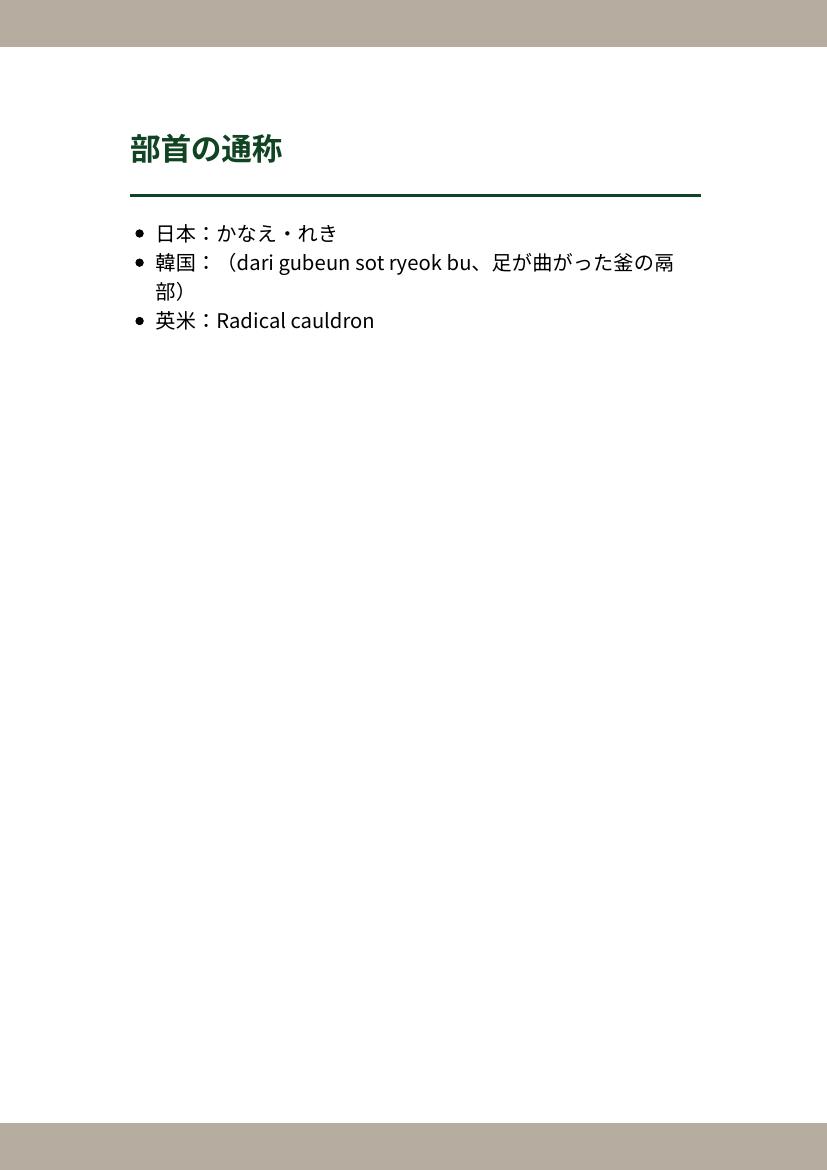 部首の通称
• 日本：かなえ・れき
• 韓国：（dari gubeun sot ryeok bu、足が曲がった釜の鬲
部）
• 英米：Radical cauldron